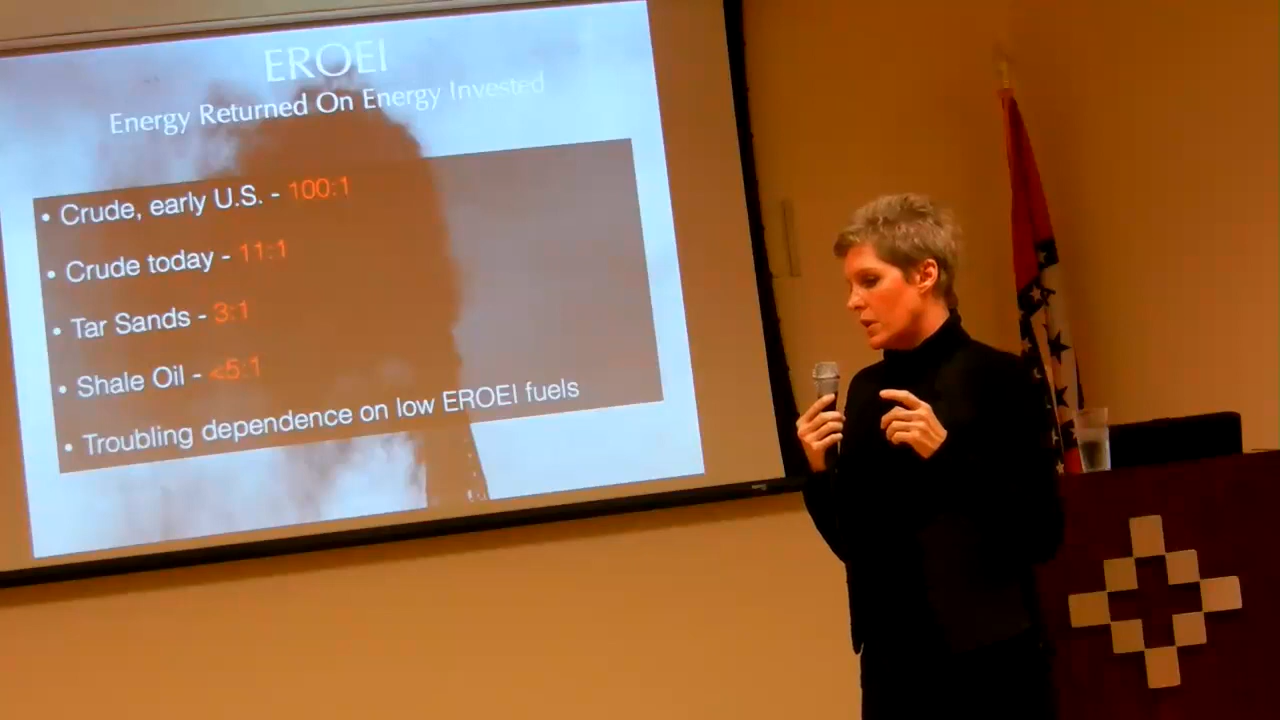 EROEI
Energy Returned On Energy Invested
• Crude, early U.S. - 100:1
• Crude today - 11:1
• Tar Sands - 3:1
• Shale Oil - <5:1
• Troubling dependence on low EROEI fuels